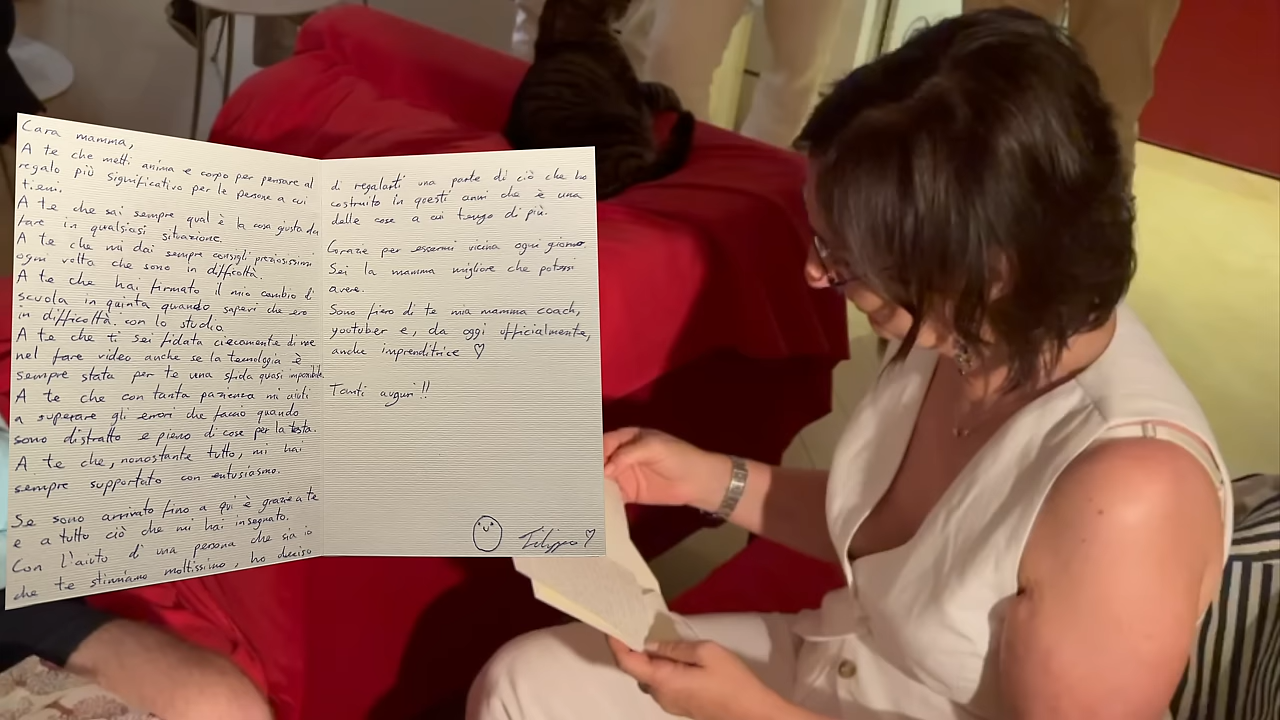 Cara mamma,
A te che metti anima e corpo per pensare al
regalo più significativo per le persone a cui
tieni.
A te che sai sempre qual è la cosa giusta da
fare in qualsiasi situazione.
A te che mi dai sempre consigli preziosissimi
ogni volta che sono in difficoltà.
A te che hai firmato il mio cambio di
scuola in quinta quando sapevi che ero
in difficoltà con lo studio.
A te che ti sei fidata ciecamente di me
nel fare video anche se la tecnologia è
sempre stata per te una sfida quasi impossibile.
A te che con tanta pazienza mi aiuti
a superare gli errori che faccio quando
sono distratto e pieno di cose per la testa.
A te che, nonostante tutto, mi hai
sempre supportato con entusiasmo.
Se sono arrivato fino a qui è grazie a te
e a tutto ciò che mi hai insegnato.
Con l'aiuto di una persona che sia io
che te stimiamo moltissimo, ho deciso
di regalarti una parte di ciò che ho
costruito in questi anni che è una
delle cose a cui tengo di più.
Grazie per essermi vicina ogni giorno.
Sei la mamma migliore che potessi
avere.
Sono fiero di te mia mamma coach,
youtuber e, da oggi ufficialmente,
anche imprenditrice ♡
Tanti auguri!!
Filippo ♡